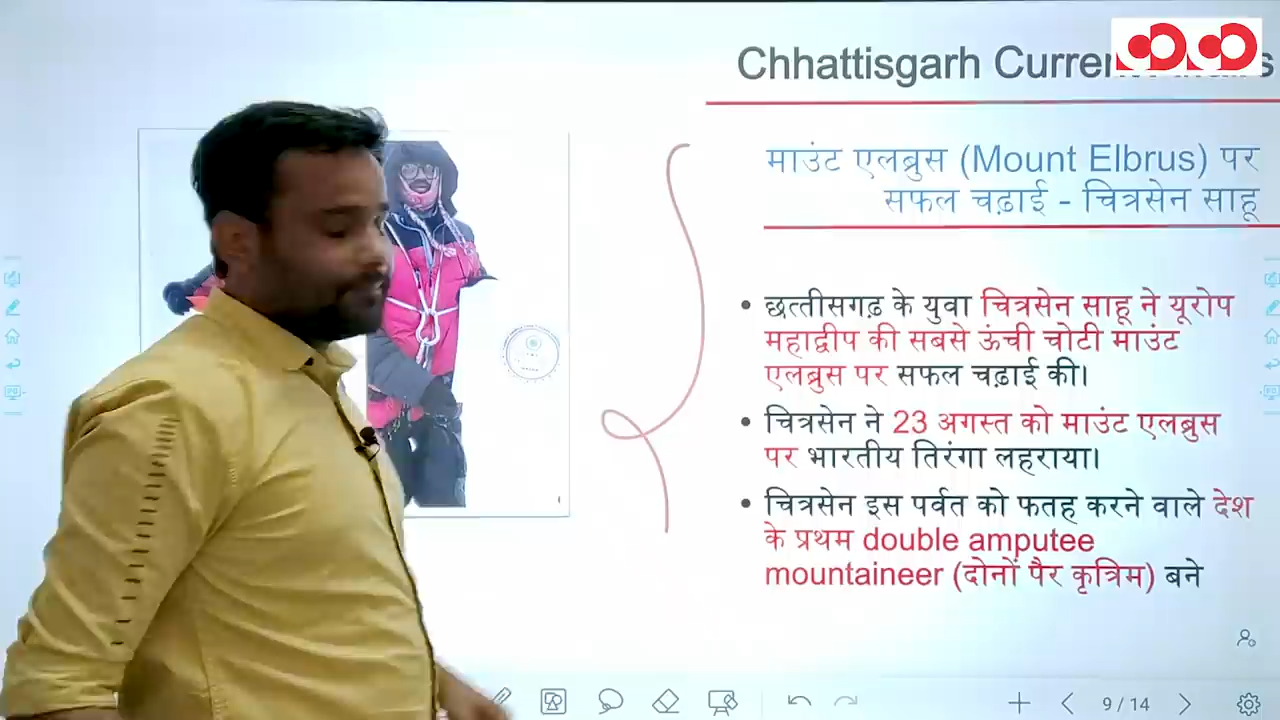 Chhattisgarh Curren
माउंट एलब्रुस (Mount Elbrus) पर
सफल चढ़ाई - चित्रसेन साहू
• छत्तीसगढ़ के युवा चित्रसेन साहू ने यूरोप
महाद्वीप की सबसे ऊंची चोटी माउंट
एलब्रुस पर सफल चढ़ाई की।
• चित्रसेन ने 23 अगस्त को माउंट एलब्रुस
पर भारतीय तिरंगा लहराया।
• चित्रसेन इस पर्वत को फतह करने वाले देश
के प्रथम double amputee
mountaineer (दोनों पैर कृत्रिम) बने
9 / 14